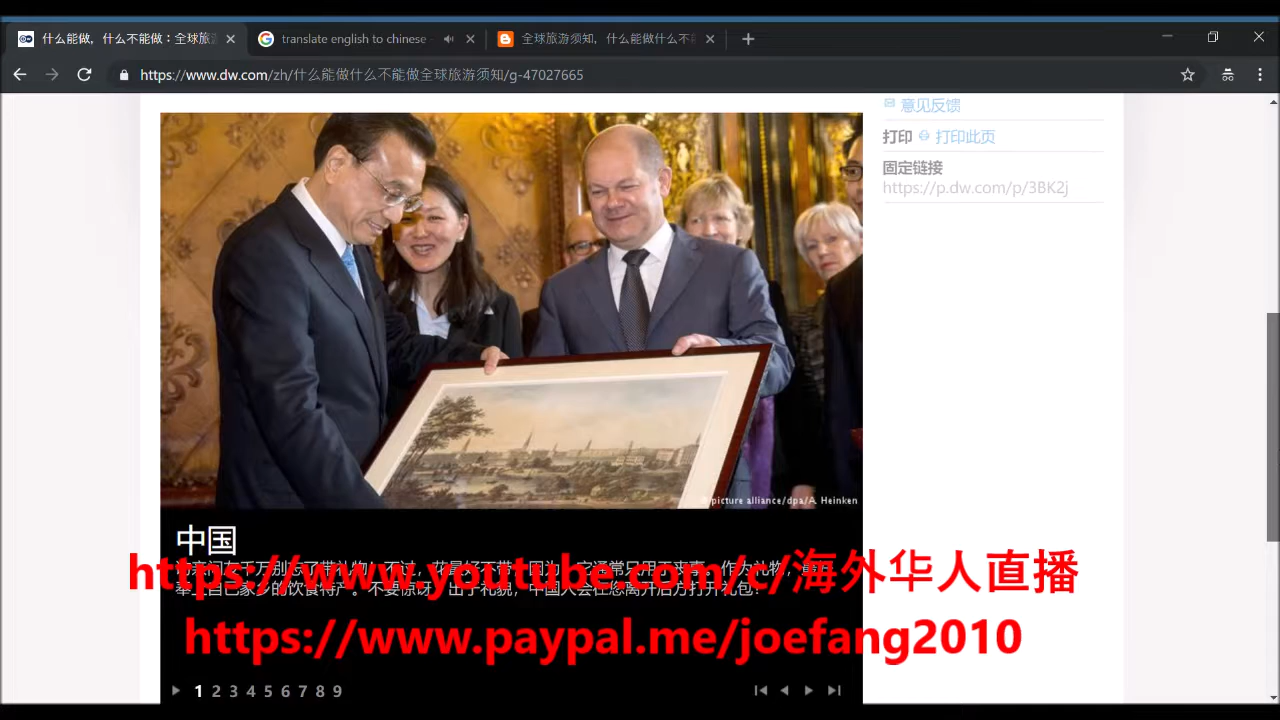 什么能做，什么不能做：全球旅游
translate english to chinese -
全球旅游须知，什么能做什么不能
https://www.dw.com/zh/什么能做什么不能做全球旅游须知/g-47027665
意见反馈
打印 打印此页
固定链接
https://p.dw.com/p/3BK2j
picture alliance/dpa/A. Heinken
中国
https://www.youtube.com/c/海外华人直播
家乡的饮食特产。不要惊讶，出于礼貌，中国人会在您离开后方打开礼包！
https://www.paypal.me/joefang2010
1 2 3 4 5 6 7 8 9